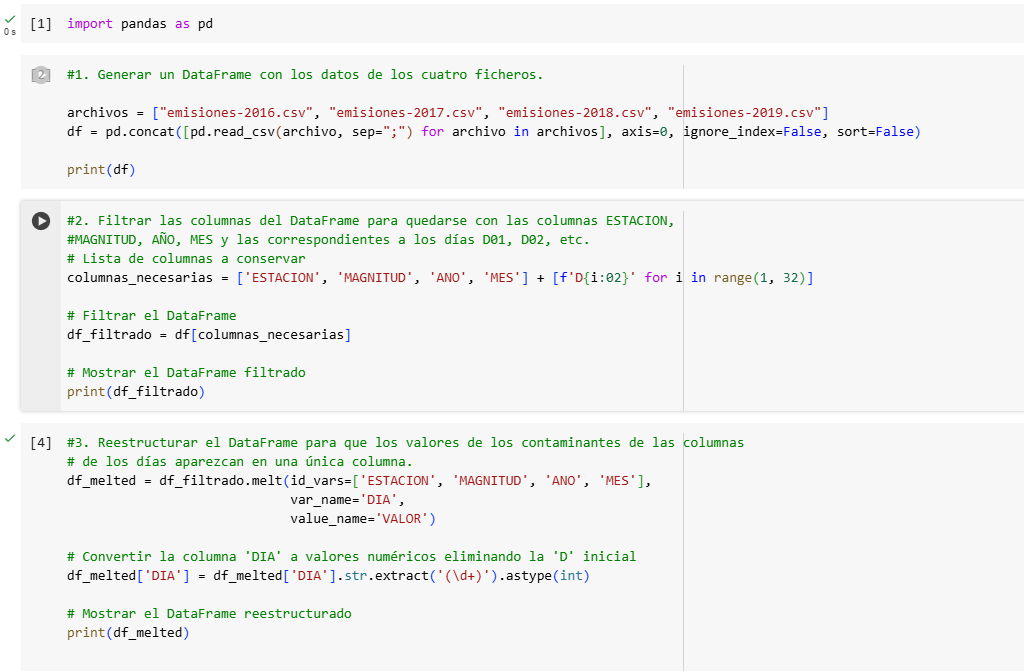 [1] import pandas as pd
0 s
#1. Generar un DataFrame con los datos de los cuatro ficheros.
archivos = ["emisiones-2016.csv", "emisiones-2017.csv", "emisiones-2018.csv", "emisiones-2019.csv"]
df = pd.concat([pd.read_csv(archivo, sep=";") for archivo in archivos], axis=0, ignore_index=False, sort=False)
print(df)
#2. Filtrar las columnas del DataFrame para quedarse con las columnas ESTACION,
#MAGNITUD, AÑO, MES y las correspondientes a los días D01, D02, etc.
# Lista de columnas a conservar
columnas_necesarias = ['ESTACION', 'MAGNITUD', 'ANO', 'MES'] + [f'D{i:02}' for i in range(1, 32)]
# Filtrar el DataFrame
df_filtrado = df[columnas_necesarias]
# Mostrar el DataFrame filtrado
print(df_filtrado)
[4] #3. Reestructurar el DataFrame para que los valores de los contaminantes de las columnas
# de los días aparezcan en una única columna.
df_melted = df_filtrado.melt(id_vars=['ESTACION', 'MAGNITUD', 'ANO', 'MES'],
var_name='DIA',
value_name='VALOR')
# Convertir la columna 'DIA' a valores numéricos eliminando la 'D' inicial
df_melted['DIA'] = df_melted['DIA'].str.extract('(\d+)').astype(int)
# Mostrar el DataFrame reestructurado
print(df_melted)